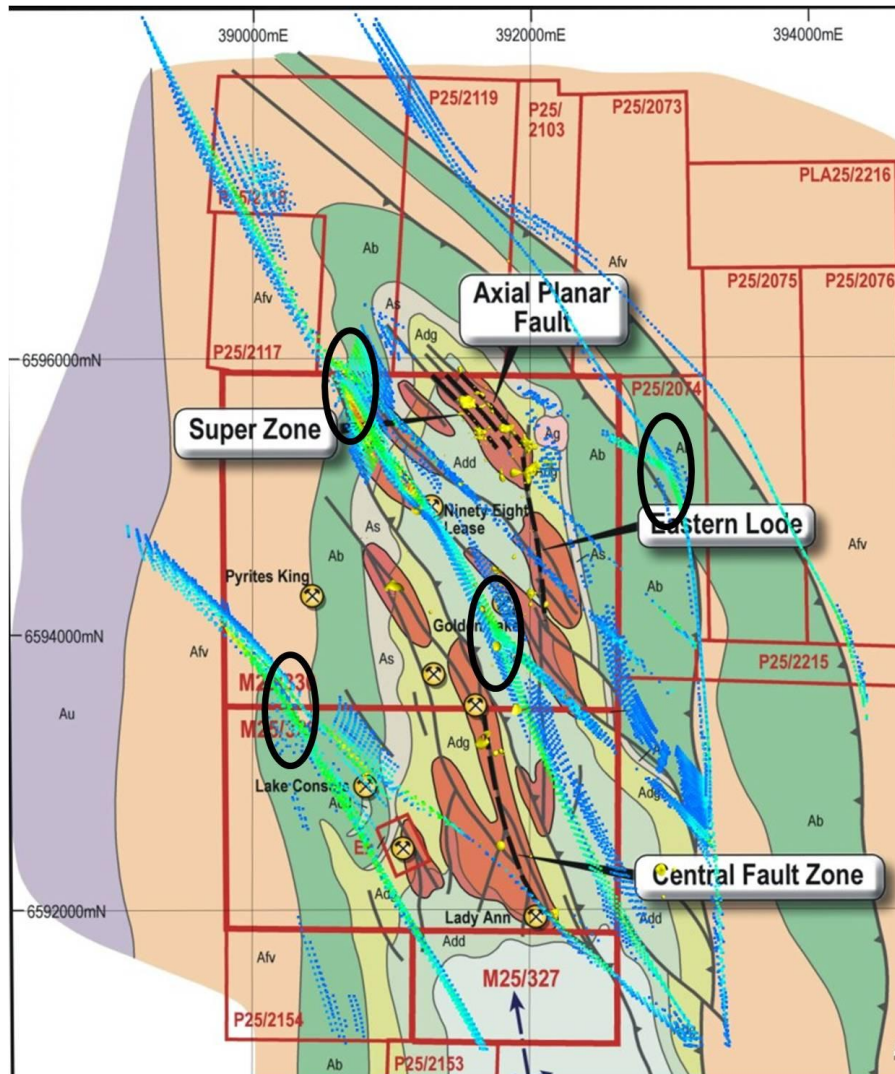 390000mE
392000mE
394000mE
P25/2119
P25/
2103
P25/2073
PLA25/2216
Ab
Afv
Afv
P25/2075
P25/2076
As
Axial Planar
Fault
Adg
P25/2117
6596000mN
P25/2074
Super Zone
Ag
Add
Ab
Ninety Eight
Lease
Eastern Lode
As
As
Afv
Ab
Pyrites King
Ab
6594000mN
Afv
As
P25/2215
Au
Adg
Adg
Ab
Central Fault Zone
6592000mN
Lady Ann
Add
Add
Afv
M25/327
P25/2154
Ab
P25/2153